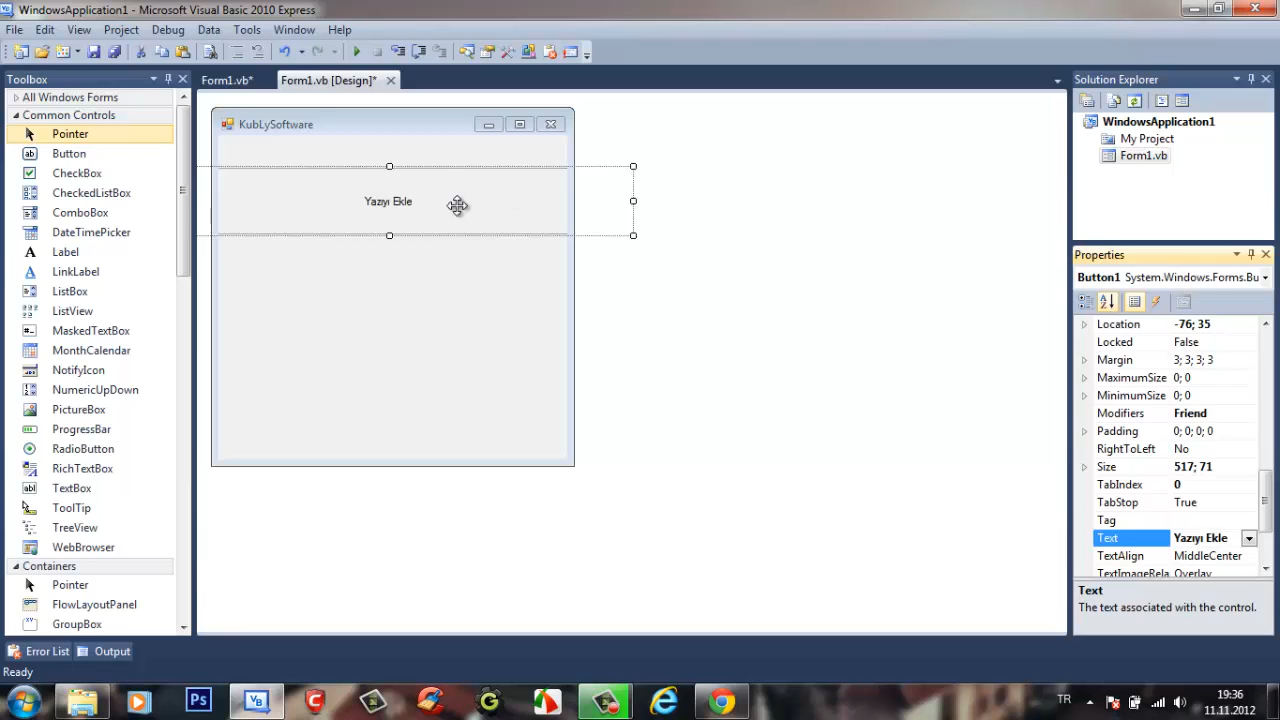 WindowsApplication1 - Microsoft Visual Basic 2010 Express
File Edit View Project Debug Data Tools Window Help
Toolbox
All Windows Forms
Common Controls
Pointer
Button
CheckBox
CheckedListBox
ComboBox
DateTimePicker
Label
LinkLabel
ListBox
ListView
MaskedTextBox
MonthCalendar
NotifyIcon
NumericUpDown
PictureBox
ProgressBar
RadioButton
RichTextBox
TextBox
ToolTip
TreeView
WebBrowser
Containers
Pointer
FlowLayoutPanel
GroupBox
Form1.vb* Form1.vb [Design]*
KubLySoftware
Yazıyı Ekle
Solution Explorer
WindowsApplication1
My Project
Form1.vb
Properties
Button1 System.Windows.Forms.Bu
Location -76; 35
Locked False
Margin 3; 3; 3; 3
MaximumSize 0; 0
MinimumSize 0; 0
Modifiers Friend
Padding 0; 0; 0; 0
RightToLeft No
Size 517; 71
TabIndex 0
TabStop True
Tag
Text Yazıyı Ekle
TextAlign MiddleCenter
TextImageRela Overlay
Text
The text associated with the control.
Error List Output
Ready
Ps
VB
TR
19:36
11.11.2012